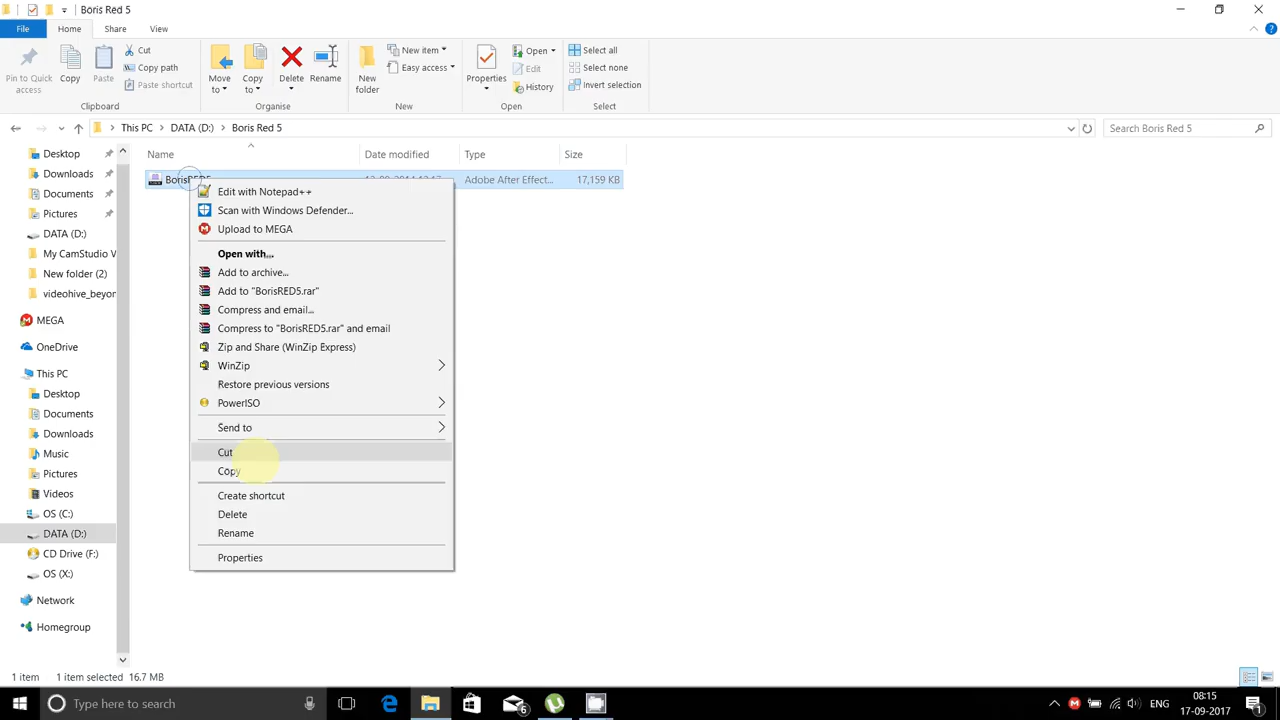 Boris Red 5
File Home Share View
Pin to Quick access
Copy
Paste
Cut
Copy path
Paste shortcut
Clipboard
Move to
Copy to
Delete
Rename
Organise
New folder
New item
Easy access
New
Properties
Open
Edit
History
Open
Select all
Select none
Invert selection
Select
This PC DATA (D:) Boris Red 5
Search Boris Red 5
Name Date modified Type Size
Adobe After Effect... 17,159 KB
Desktop
Downloads
Documents
Pictures
DATA (D:)
My CamStudio V
New folder (2)
videohive_beyon
MEGA
OneDrive
This PC
Desktop
Documents
Downloads
Music
Pictures
Videos
OS (C:)
DATA (D:)
CD Drive (F:)
OS (X:)
Network
Homegroup
Edit with Notepad++
Scan with Windows Defender...
Upload to MEGA
Open with...
Add to archive...
Add to "BorisRED5.rar"
Compress and email...
Compress to "BorisRED5.rar" and email
Zip and Share (WinZip Express)
WinZip
Restore previous versions
PowerISO
Send to
Cut
Copy
Create shortcut
Delete
Rename
Properties
1 item 1 item selected 16.7 MB
Type here to search
6
ENG
08:15
17-09-2017
1